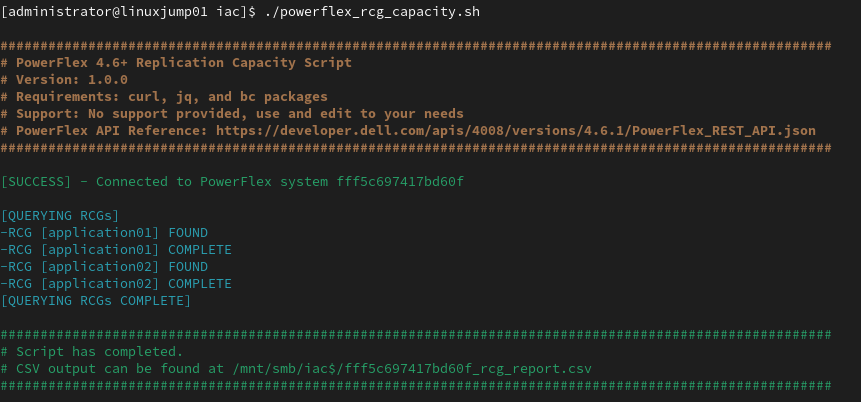 [administrator@linuxjump01 iac]$ ./powerflex_rcg_capacity.sh
########################################################################################################
# PowerFlex 4.6+ Replication Capacity Script
# Version: 1.0.0
# Requirements: curl, jq, and bc packages
# Support: No support provided, use and edit to your needs
# PowerFlex API Reference: https://developer.dell.com/apis/4008/versions/4.6.1/PowerFlex_REST_API.json
########################################################################################################
[SUCCESS] - Connected to PowerFlex system fff5c697417bd60f
[QUERYING RCGs]
-RCG [application01] FOUND
-RCG [application01] COMPLETE
-RCG [application02] FOUND
-RCG [application02] COMPLETE
[QUERYING RCGs COMPLETE]
########################################################################################################
# Script has completed.
# CSV output can be found at /mnt/smb/iac$/fff5c697417bd60f_rcg_report.csv
########################################################################################################